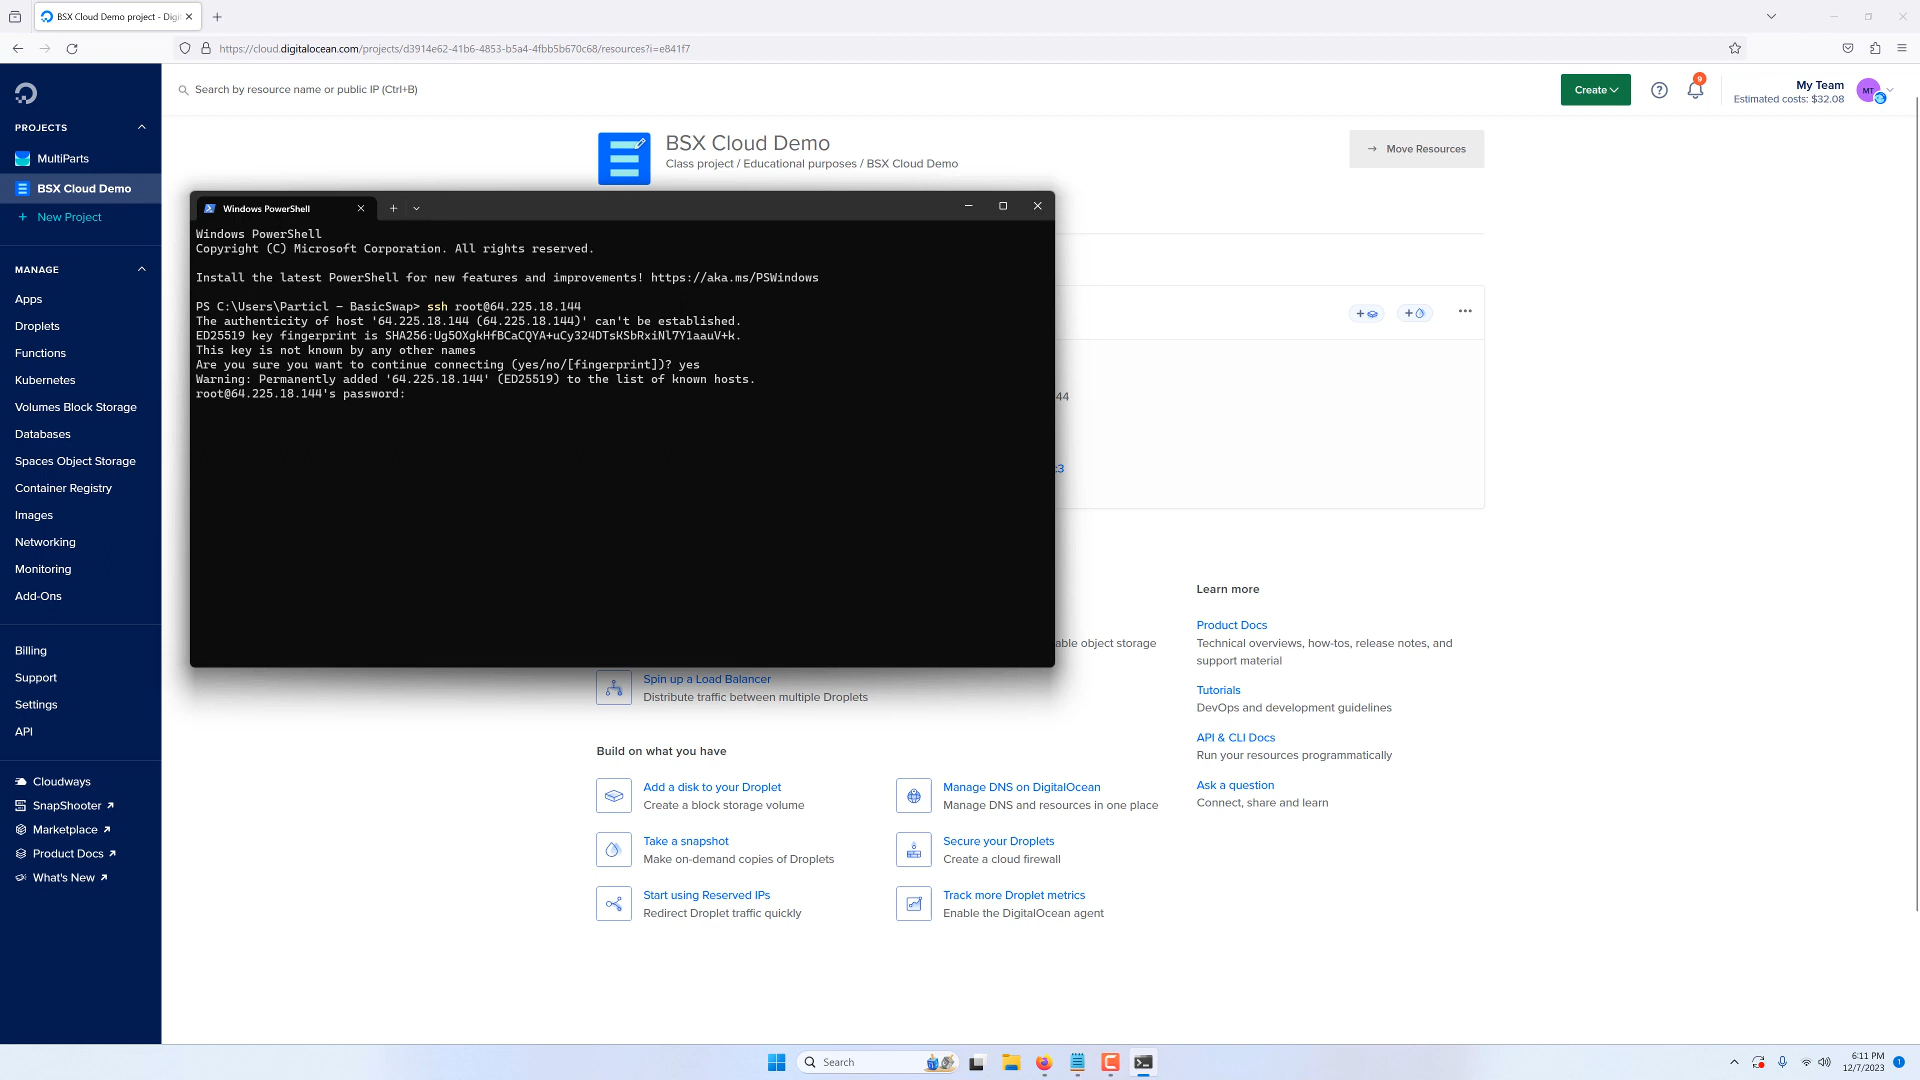 BSX Cloud Demo project - Digi
https://cloud.digitalocean.com/projects/d3914e62-41b6-4853-b5a4-4fbb5b670c68/resources?i=e841f7
Search by resource name or public IP (Ctrl+B)
Create
9
My Team
Estimated costs: $32.08
MT
PROJECTS
MultiParts
BSX Cloud Demo
+ New Project
MANAGE
Apps
Droplets
Functions
Kubernetes
Volumes Block Storage
Databases
Spaces Object Storage
Container Registry
Images
Networking
Monitoring
Add-Ons
Billing
Support
Settings
API
Cloudways
SnapShooter
Marketplace
Product Docs
What's New
BSX Cloud Demo
Class project / Educational purposes / BSX Cloud Demo
Move Resources
Windows PowerShell
Windows PowerShell
Copyright (C) Microsoft Corporation. All rights reserved.
Install the latest PowerShell for new features and improvements! https://aka.ms/PSWindows
PS C:\Users\Particl - BasicSwap> ssh root@64.225.18.144
The authenticity of host '64.225.18.144 (64.225.18.144)' can't be established.
ED25519 key fingerprint is SHA256:Ug5OXgkHfBCaCQYA+uCy324DTsKSbRxiNl7Y1aauV+k.
This key is not known by any other names
Are you sure you want to continue connecting (yes/no/[fingerprint])? yes
Warning: Permanently added '64.225.18.144' (ED25519) to the list of known hosts.
root@64.225.18.144's password:
44
:3
able object storage
Spin up a Load Balancer
Distribute traffic between multiple Droplets
Build on what you have
Add a disk to your Droplet
Create a block storage volume
Manage DNS on DigitalOcean
Manage DNS and resources in one place
Take a snapshot
Make on-demand copies of Droplets
Secure your Droplets
Create a cloud firewall
Start using Reserved IPs
Redirect Droplet traffic quickly
Track more Droplet metrics
Enable the DigitalOcean agent
Learn more
Product Docs
Technical overviews, how-tos, release notes, and
support material
Tutorials
DevOps and development guidelines
API & CLI Docs
Run your resources programmatically
Ask a question
Connect, share and learn
Search
6:11 PM
12/7/2023
1